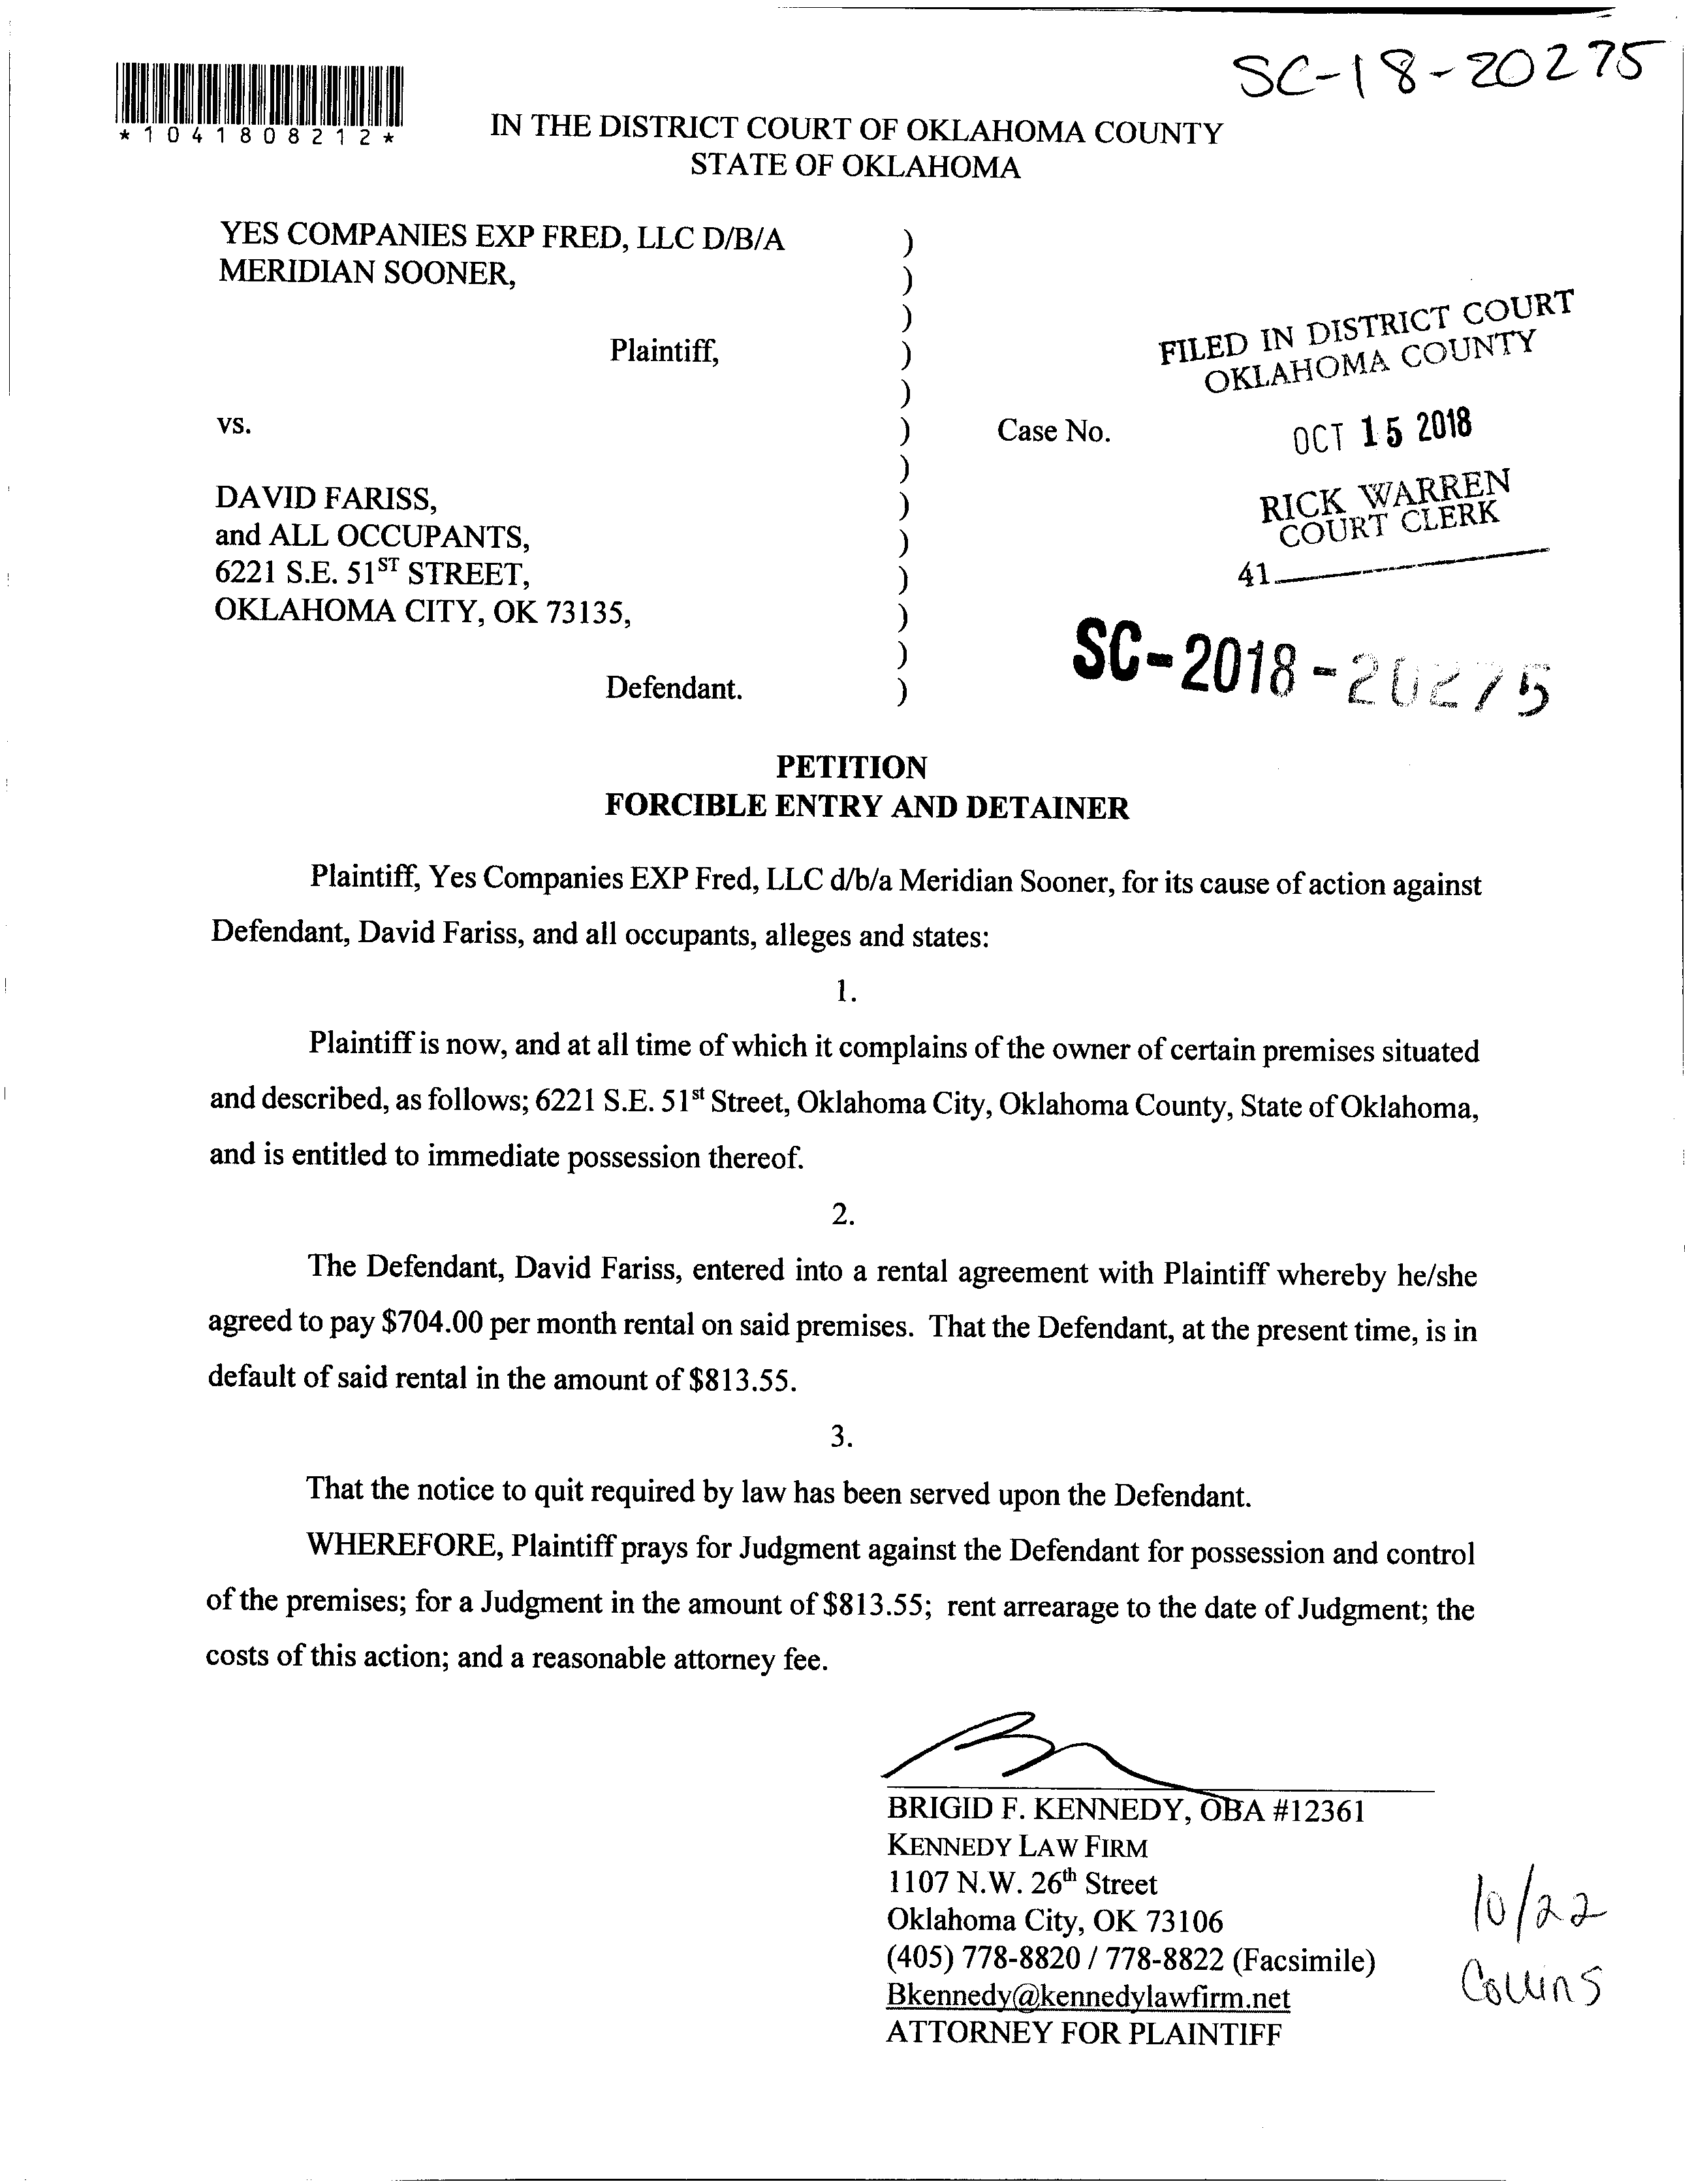 SC-18-20275
*1041808212*
IN THE DISTRICT COURT OF OKLAHOMA COUNTY
STATE OF OKLAHOMA
YES COMPANIES EXP FRED, LLC D/B/A )
MERIDIAN SOONER, )
)
Plaintiff, )
)
vs. ) Case No.
)
DAVID FARISS, )
and ALL OCCUPANTS, )
6221 S.E. 51ST STREET, )
OKLAHOMA CITY, OK 73135, )
)
Defendant. )
FILED IN DISTRICT COURT
OKLAHOMA COUNTY
OCT 15 2018
RICK WARREN
COURT CLERK
41
SC-2018-20275
PETITION
FORCIBLE ENTRY AND DETAINER
Plaintiff, Yes Companies EXP Fred, LLC d/b/a Meridian Sooner, for its cause of action against
Defendant, David Fariss, and all occupants, alleges and states:
1.
Plaintiff is now, and at all time of which it complains of the owner of certain premises situated
and described, as follows; 6221 S.E. 51st Street, Oklahoma City, Oklahoma County, State of Oklahoma,
and is entitled to immediate possession thereof.
2.
The Defendant, David Fariss, entered into a rental agreement with Plaintiff whereby he/she
agreed to pay $704.00 per month rental on said premises. That the Defendant, at the present time, is in
default of said rental in the amount of $813.55.
3.
That the notice to quit required by law has been served upon the Defendant.
WHEREFORE, Plaintiff prays for Judgment against the Defendant for possession and control
of the premises; for a Judgment in the amount of $813.55; rent arrearage to the date of Judgment; the
costs of this action; and a reasonable attorney fee.
BRIGID F. KENNEDY, OBA #12361
KENNEDY LAW FIRM
1107 N.W. 26th Street
Oklahoma City, OK 73106
(405) 778-8820 / 778-8822 (Facsimile)
Bkennedy@kennedylawfirm.net
ATTORNEY FOR PLAINTIFF
10/22
Collins